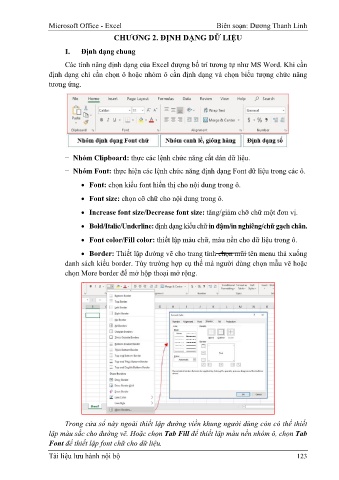 Microsoft Office - Excel Biên soạn: Dương Thanh Linh
CHƯƠNG 2. ĐỊNH DẠNG DỮ LIỆU
I. Định dạng chung
Các tính năng định dạng của Excel được bố trí tương tự như MS Word. Khi cần
định dạng chỉ cần chọn ô hoặc nhóm ô cần định dạng và chọn biểu tượng chức năng
tương ứng.
File Home Insert Page Layout Formulas Data Review View Help Search
Calibri 11 Wrap Text General
Paste B I U Merge & Center
Clipboard Font Alignment Number
Nhóm định dạng Font chữ Nhóm canh lề, gióng hàng Định dạng số
− Nhóm Clipboard: thực các lệnh chức năng cắt dán dữ liệu.
− Nhóm Font: thực hiện các lệnh chức năng định dạng Font dữ liệu trong các ô.
• Font: chọn kiểu font hiển thị cho nội dung trong ô.
• Font size: chọn cỡ chữ cho nội dung trong ô.
• Increase font size/Decrease font size: tăng/giảm chỡ chữ một đơn vị.
• Bold/Italic/Underline: định dạng kiểu chữ in đậm/in nghiêng/chữ gạch chân.
• Font color/Fill color: thiết lập màu chữ, màu nền cho dữ liệu trong ô.
• Border: Thiết lập đường vẽ cho trang tính chọn mũi tên menu thả xuống
danh sách kiểu border. Tùy trường hợp cụ thể mà người dùng chọn mẫu vẽ hoặc
chọn More border để mở hộp thoại mở rộng.
Trong cửa sổ này ngoài thiết lập đường viền khung người dùng còn có thể thiết
lập màu sắc cho đường vẽ. Hoặc chọn Tab Fill để thiết lập màu nền nhóm ô, chọn Tab
Font để thiết lập font chữ cho dữ liệu.
Tài liệu lưu hành nội bộ 123